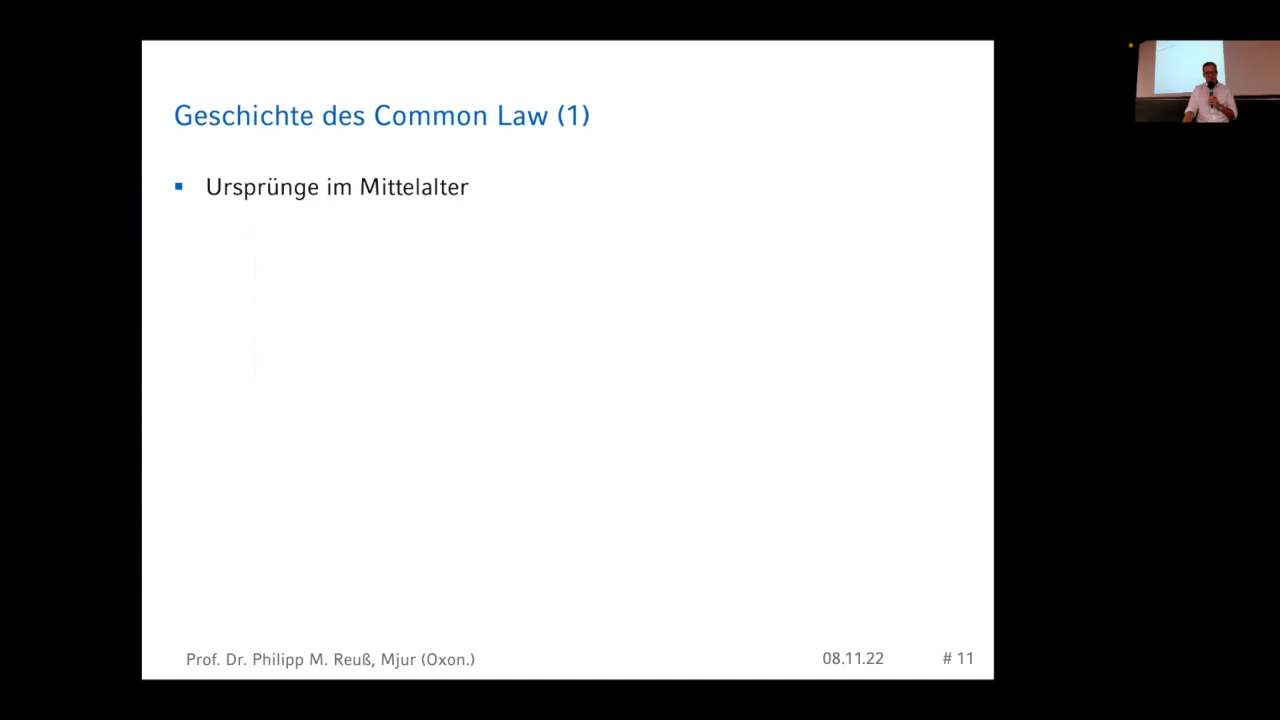 Geschichte des Common Law (1)
▪ Ursprünge im Mittelalter
Prof. Dr. Philipp M. Reuß, Mjur (Oxon.)
08.11.22
# 11